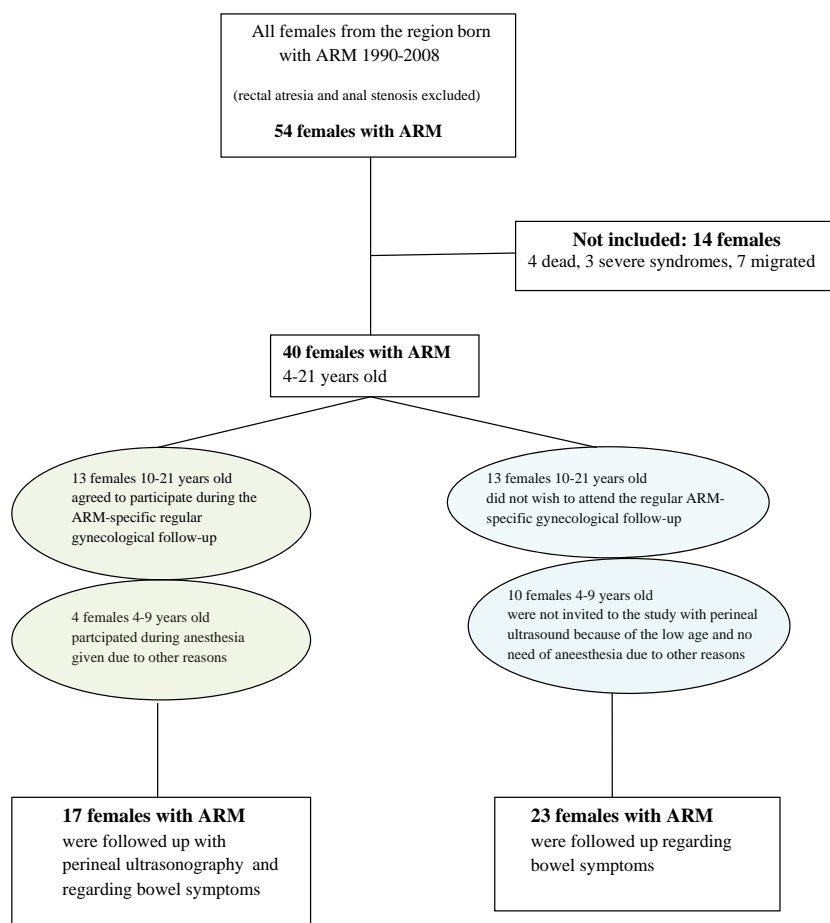 All females from the region born
with ARM 1990-2008
(rectal atresia and anal stenosis excluded)
54 females with ARM
Not included: 14 females
4 dead, 3 severe syndromes, 7 migrated
40 females with ARM
4-21 years old
13 females 10-21 years old
agreed to participate during the
ARM-specific regular
gynecological follow-up
13 females 10-21 years old
did not wish to attend the regular ARM-
specific gynecological follow-up
4 females 4-9 years old
partcipated during anesthesia
given due to other reasons
10 females 4-9 years old
were not invited to the study with perineal
ultrasound because of the low age and no
need of aneesthesia due to other reasons
17 females with ARM
were followed up with
perineal ultrasonography and
regarding bowel symptoms
23 females with ARM
were followed up regarding
bowel symptoms